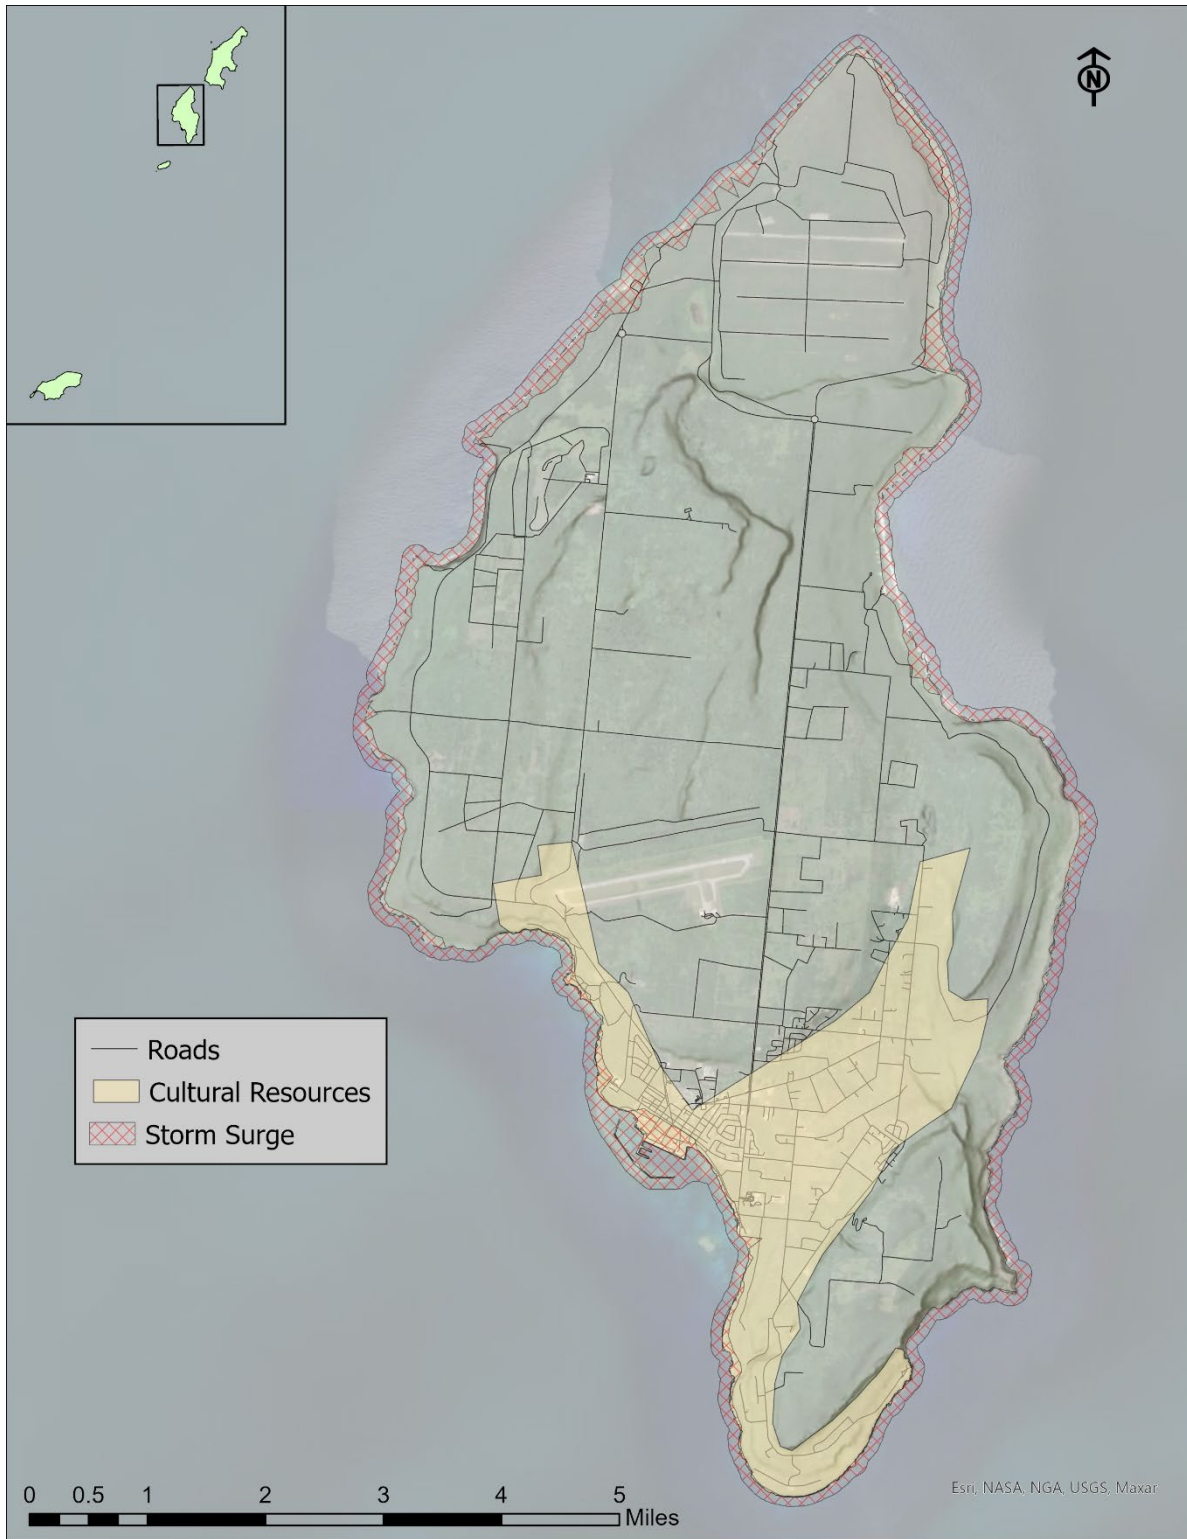 N
Roads
Cultural Resources
Storm Surge
0 0.5 1 2 3 4 5
Miles
Esri, NASA, NGA, USGS, Maxar